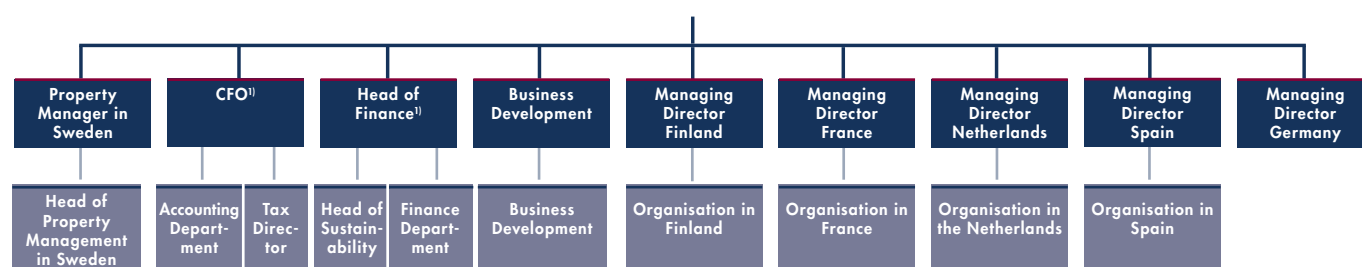 Property
Manager in
Sweden
CFO¹⁾
Head of
Finance¹⁾
Business
Development
Managing
Director
Finland
Managing
Director
France
Managing
Director
Netherlands
Managing
Director
Spain
Managing
Director
Germany
Head of
Property
Management
in Sweden
Accounting
Depart-
ment
Tax
Direc-
tor
Head of
Sustain-
ability
Finance
Depart-
ment
Business
Development
Organisation in
Finland
Organisation in
France
Organisation in
the Netherlands
Organisation in
Spain